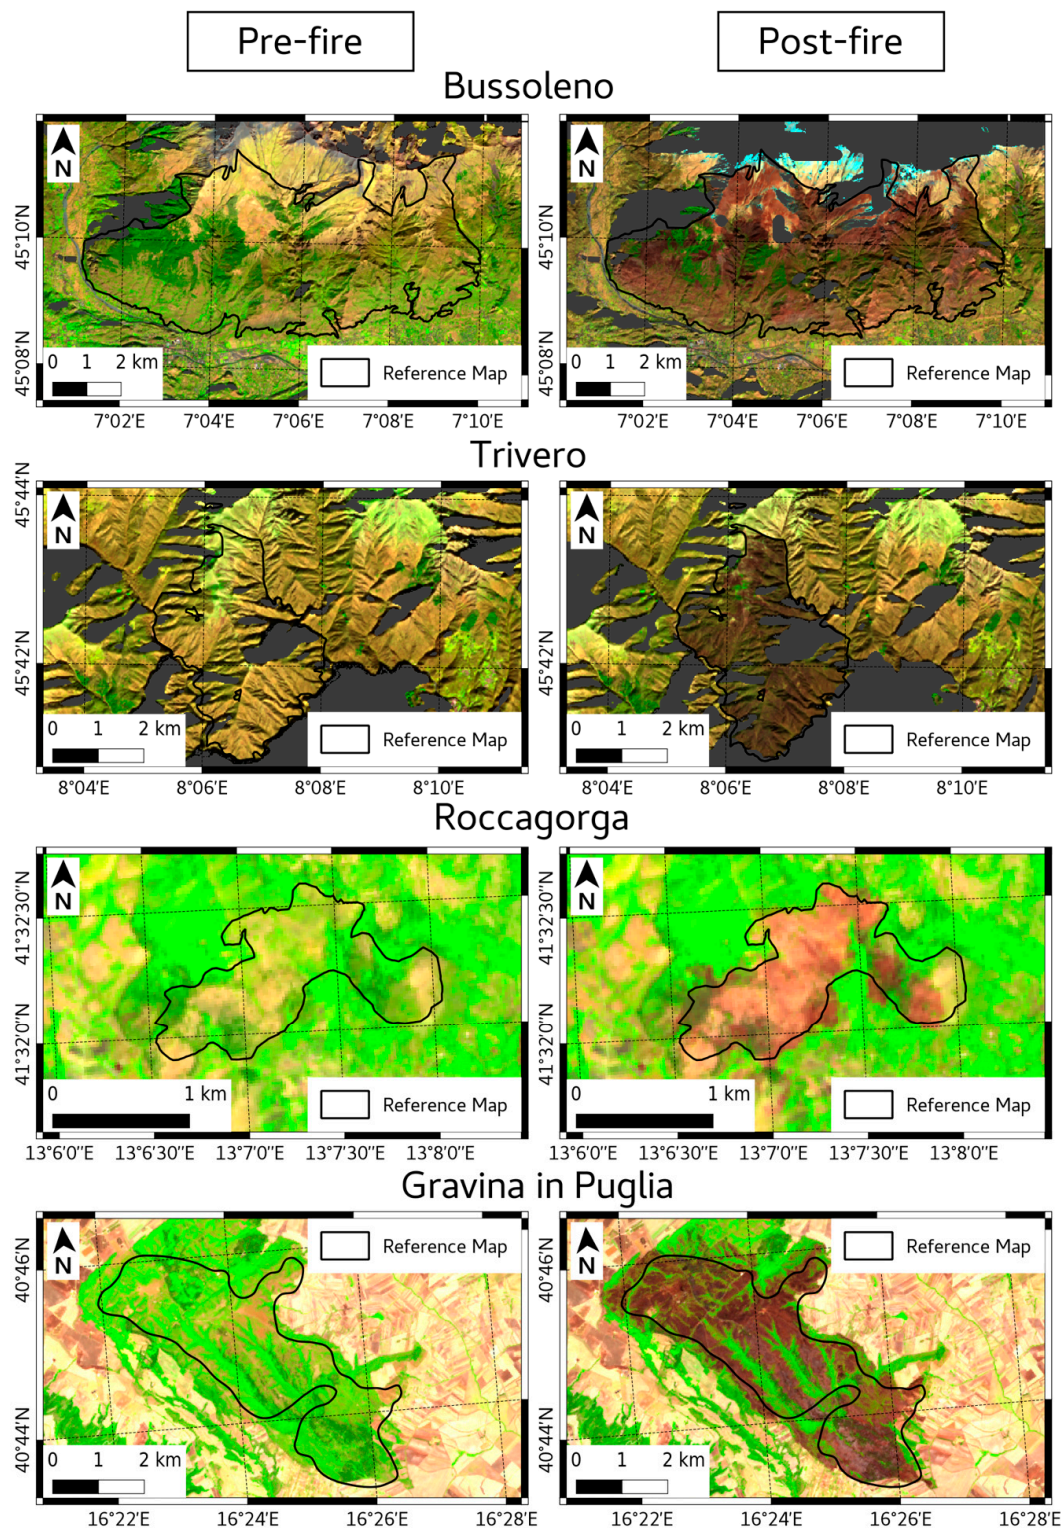 Pre-fire Post-fire
Bussoleno
N N
45°10′N 45°10′N
45°08′N 45°08′N
0 1 2 km Reference Map 0 1 2 km Reference Map
7°02′E 7°04′E 7°06′E 7°08′E 7°10′E 7°02′E 7°04′E 7°06′E 7°08′E 7°10′E
Trivero
45°44′N 45°44′N
N N
45°42′N 45°42′N
0 1 2 km Reference Map 0 1 2 km Reference Map
8°04′E 8°06′E 8°08′E 8°10′E 8°04′E 8°06′E 8°08′E 8°10′E
Roccagorga
N N
41°32′30″N 41°32′30″N
41°32′0″N 41°32′0″N
0 1 km Reference Map 0 1 km Reference Map
13°6′0″E 13°6′30″E 13°7′0″E 13°7′30″E 13°8′0″E 13°6′0″E 13°6′30″E 13°7′0″E 13°7′30″E 13°8′0″E
Gravina in Puglia
N Reference Map N Reference Map
40°46′N 40°46′N
40°44′N 40°44′N
0 1 2 km 0 1 2 km
16°22′E 16°24′E 16°26′E 16°28′E 16°22′E 16°24′E 16°26′E 16°28′E